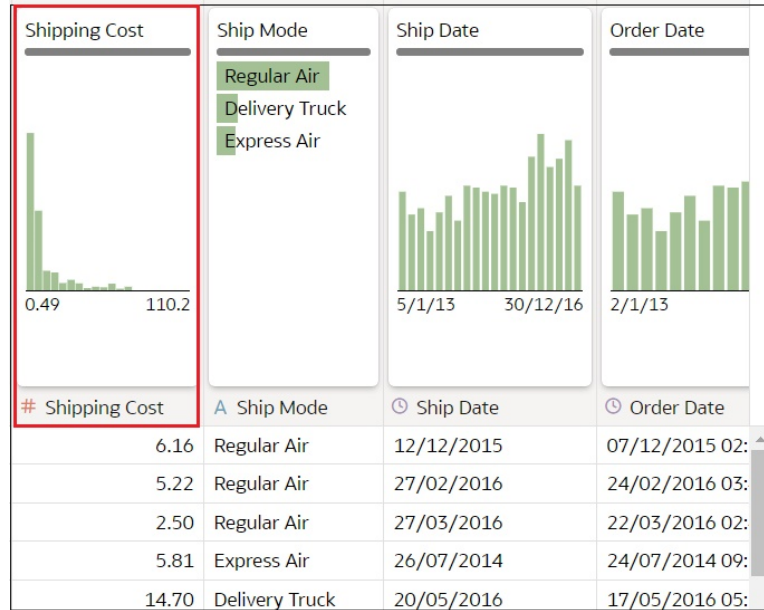 Shipping Cost Ship Mode Ship Date Order Date
Regular Air
Delivery Truck
Express Air
0.49 110.2 5/1/13 30/12/16 2/1/13
# Shipping Cost A Ship Mode Ship Date Order Date
6.16 Regular Air 12/12/2015 07/12/2015 02:
5.22 Regular Air 27/02/2016 24/02/2016 03:
2.50 Regular Air 27/03/2016 22/03/2016 02:
5.81 Express Air 26/07/2014 24/07/2014 09:
14.70 Delivery Truck 20/05/2016 17/05/2016 05: